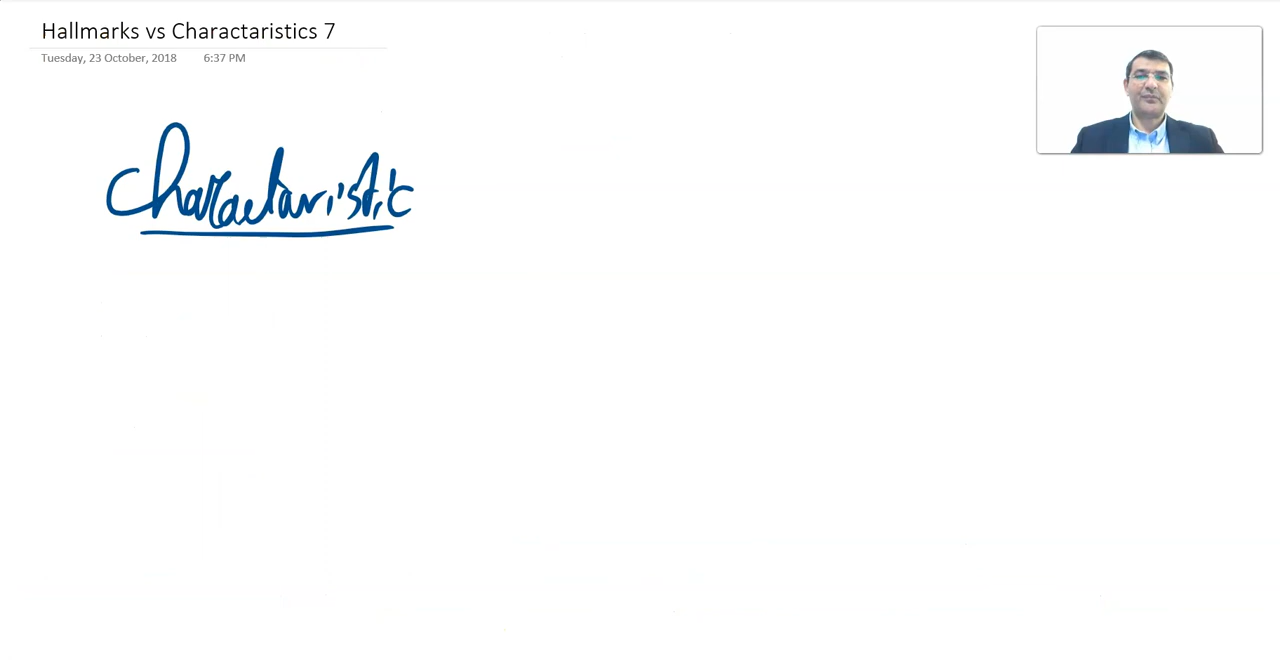 Hallmarks vs Charactaristics 7
Tuesday, 23 October, 2018 6:37 PM
Charactaristic